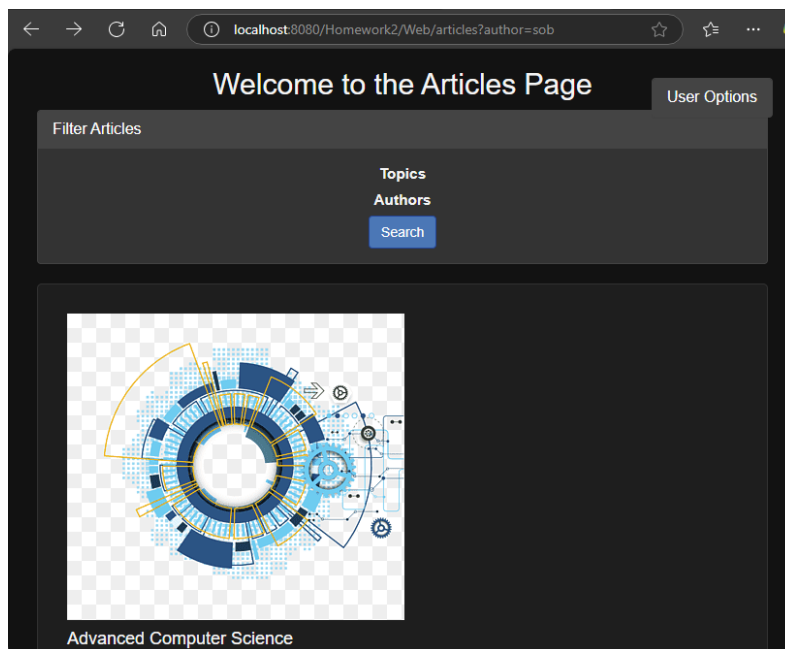 localhost:8080/Homework2/Web/articles?author=sob
Welcome to the Articles Page
User Options
Filter Articles
Topics
Authors
Search
Advanced Computer Science